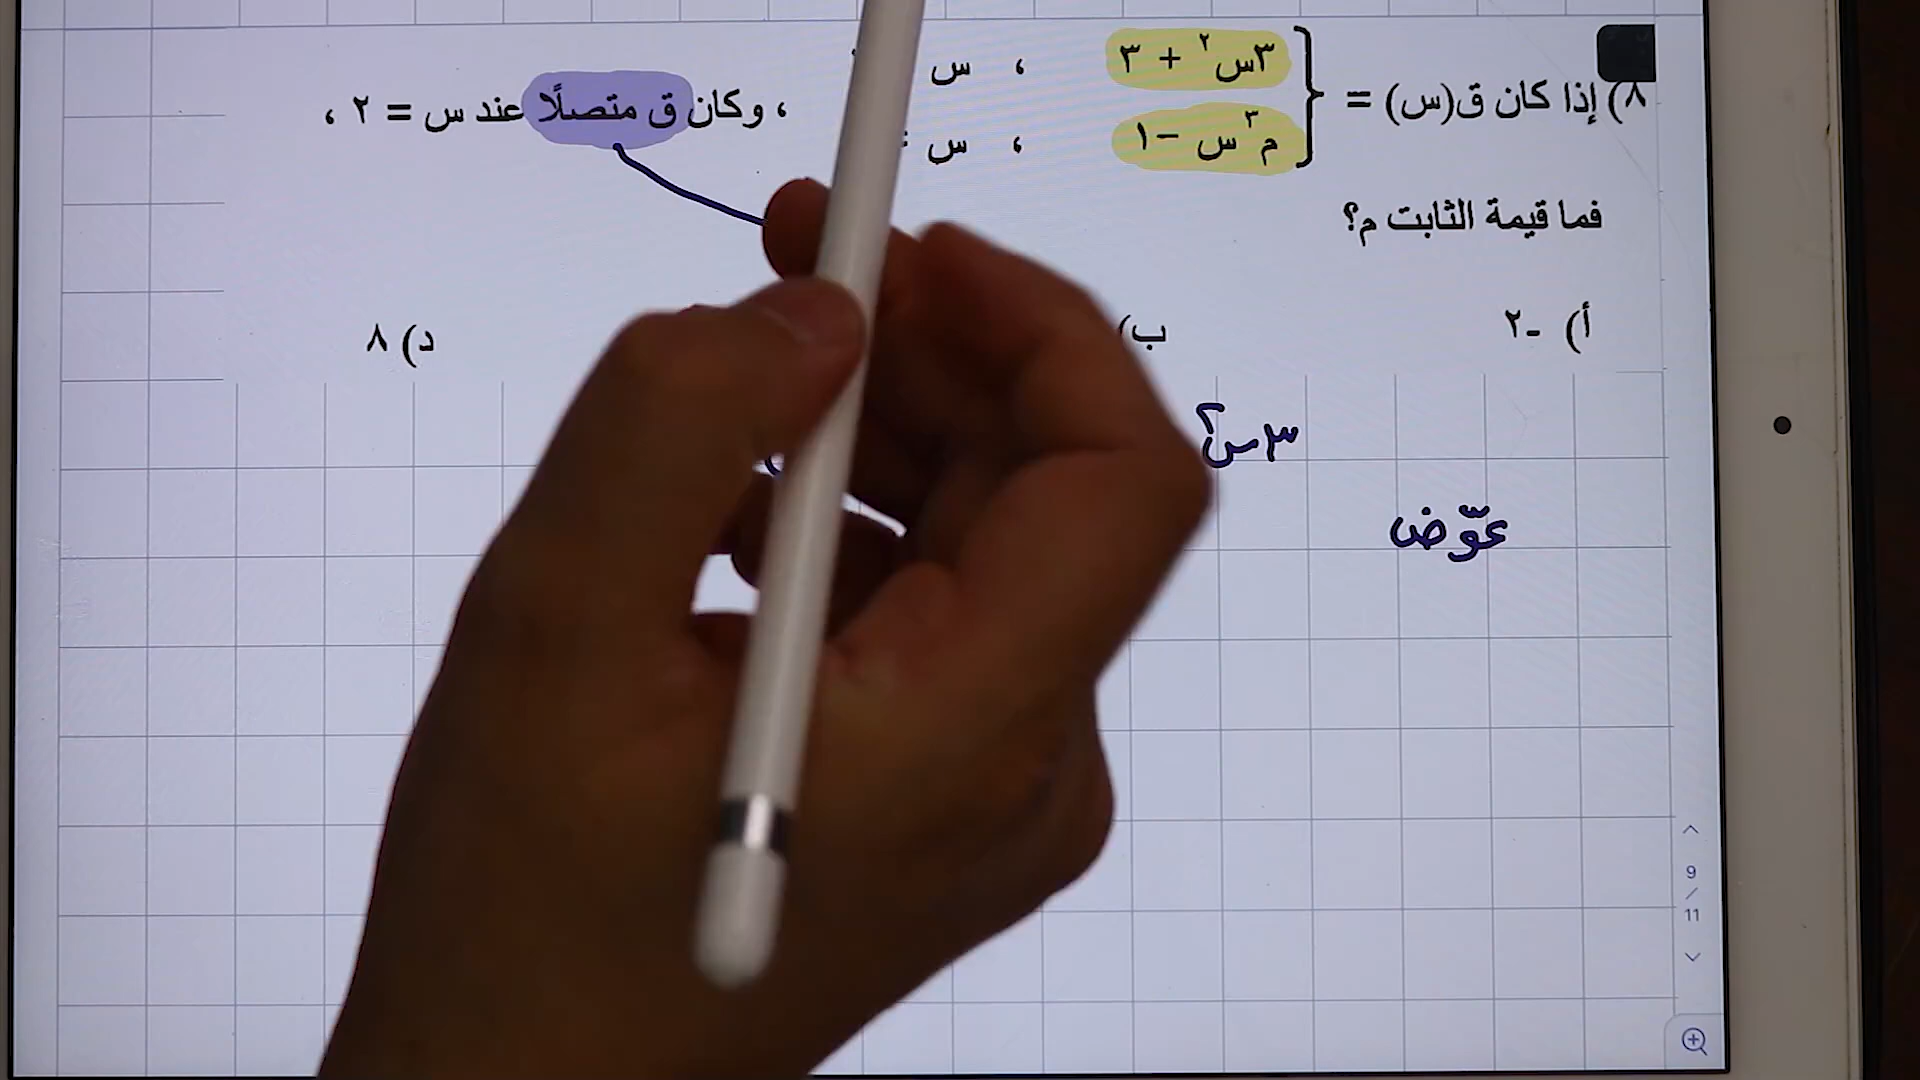 ٨) إذا كان ق(س) =
٣س٢ + ٣ ، س
م٣ س – ١ ، س
، وكان ق متصلًا عند س = ٢ ،
فما قيمة الثابت م؟
أ) -٢ ب) د) ٨
٣س٢
عوّض
9
/
11